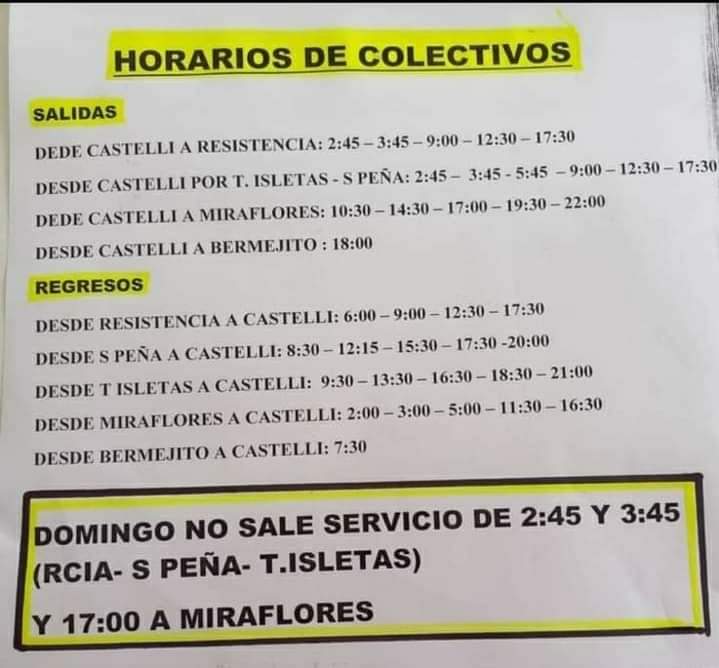 HORARIOS DE COLECTIVOS
SALIDAS
DEDE CASTELLI A RESISTENCIA: 2:45 – 3:45 – 9:00 – 12:30 – 17:30
DESDE CASTELLI POR T. ISLETAS - S PEÑA: 2:45 – 3:45 - 5:45 – 9:00 – 12:30 – 17:30
DEDE CASTELLI A MIRAFLORES: 10:30 – 14:30 – 17:00 – 19:30 – 22:00
DESDE CASTELLI A BERMEJITO : 18:00
REGRESOS
DESDE RESISTENCIA A CASTELLI: 6:00 – 9:00 – 12:30 – 17:30
DESDE S PEÑA A CASTELLI: 8:30 – 12:15 – 15:30 – 17:30 -20:00
DESDE T ISLETAS A CASTELLI: 9:30 – 13:30 – 16:30 – 18:30 – 21:00
DESDE MIRAFLORES A CASTELLI: 2:00 – 3:00 – 5:00 – 11:30 – 16:30
DESDE BERMEJITO A CASTELLI: 7:30
DOMINGO NO SALE SERVICIO DE 2:45 Y 3:45
(RCIA- S PEÑA- T.ISLETAS)
Y 17:00 A MIRAFLORES